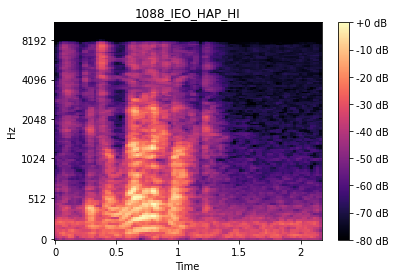 1088_IEO_HAP_HI
8192
4096
2048
1024
512
0
Hz
0
0.5
1
1.5
2
Time
+0 dB
-10 dB
-20 dB
-30 dB
-40 dB
-50 dB
-60 dB
-70 dB
-80 dB